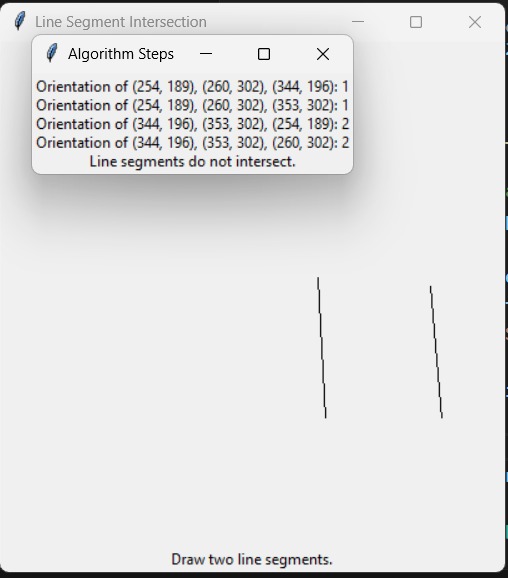 Line Segment Intersection
Algorithm Steps
Orientation of (254, 189), (260, 302), (344, 196): 1
Orientation of (254, 189), (260, 302), (353, 302): 1
Orientation of (344, 196), (353, 302), (254, 189): 2
Orientation of (344, 196), (353, 302), (260, 302): 2
Line segments do not intersect.
Draw two line segments.